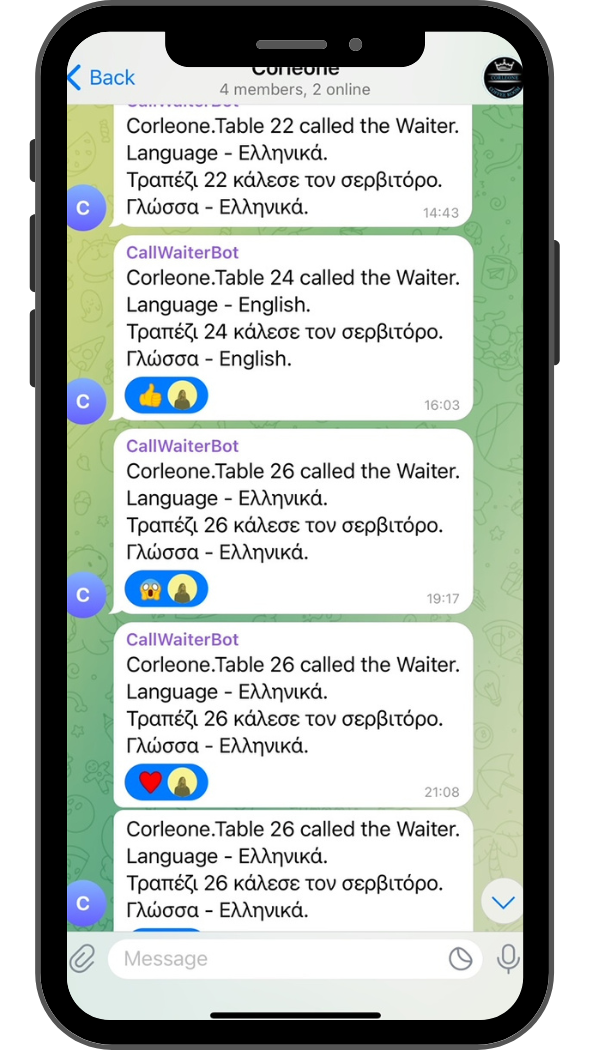 Back
Corleone
4 members, 2 online
CallWaiterBot
Corleone.Table 22 called the Waiter.
Language - Ελληνικά.
Τραπέζι 22 κάλεσε τον σερβιτόρο.
Γλώσσα - Ελληνικά.
14:43
C
CallWaiterBot
Corleone.Table 24 called the Waiter.
Language - English.
Τραπέζι 24 κάλεσε τον σερβιτόρο.
Γλώσσα - English.
16:03
C
CallWaiterBot
Corleone.Table 26 called the Waiter.
Language - Ελληνικά.
Τραπέζι 26 κάλεσε τον σερβιτόρο.
Γλώσσα - Ελληνικά.
19:17
C
CallWaiterBot
Corleone.Table 26 called the Waiter.
Language - Ελληνικά.
Τραπέζι 26 κάλεσε τον σερβιτόρο.
Γλώσσα - Ελληνικά.
21:08
Corleone.Table 26 called the Waiter.
Language - Ελληνικά.
Τραπέζι 26 κάλεσε τον σερβιτόρο.
Γλώσσα - Ελληνικά.
C
Message